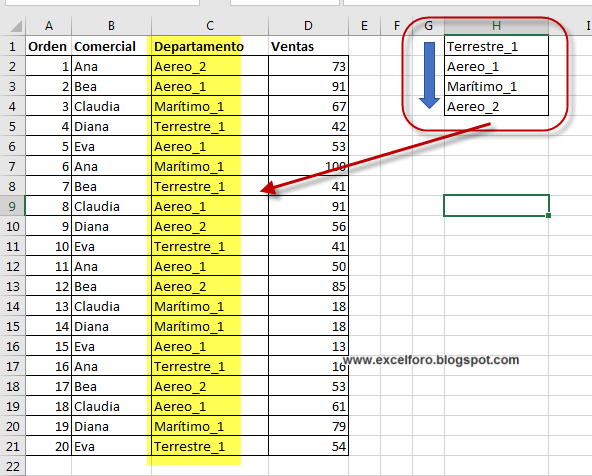 A B C D E F G H I
1 Orden Comercial Departamento Ventas Terrestre_1
2 1 Ana Aereo_2 73 Aereo_1
3 2 Bea Aereo_1 91 Marítimo_1
4 3 Claudia Marítimo_1 67 Aereo_2
5 4 Diana Terrestre_1 42
6 5 Eva Aereo_1 53
7 6 Ana Marítimo_1 100
8 7 Bea Terrestre_1 41
9 8 Claudia Aereo_1 91
10 9 Diana Aereo_2 56
11 10 Eva Terrestre_1 41
12 11 Ana Aereo_1 50
13 12 Bea Aereo_2 85
14 13 Claudia Marítimo_1 18
15 14 Diana Marítimo_1 18
16 15 Eva Aereo_1 13
www.excelforo.blogspot.com
17 16 Ana Terrestre_1 16
18 17 Bea Aereo_2 53
19 18 Claudia Aereo_1 61
20 19 Diana Marítimo_1 79
21 20 Eva Terrestre_1 54
22